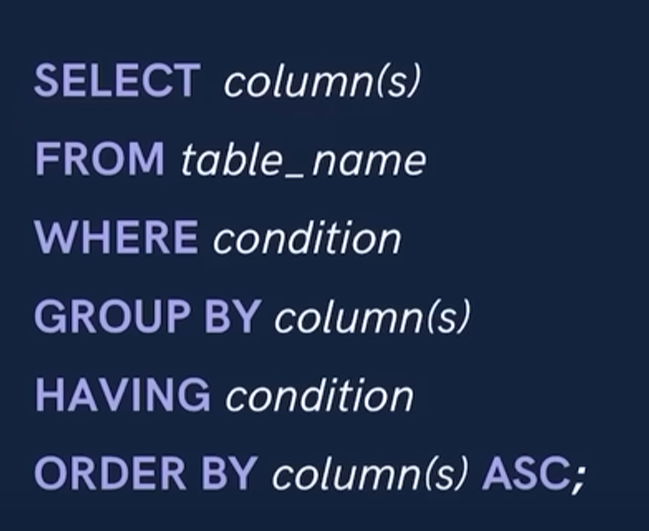 SELECT column(s)
FROM table_name
WHERE condition
GROUP BY column(s)
HAVING condition
ORDER BY column(s) ASC;